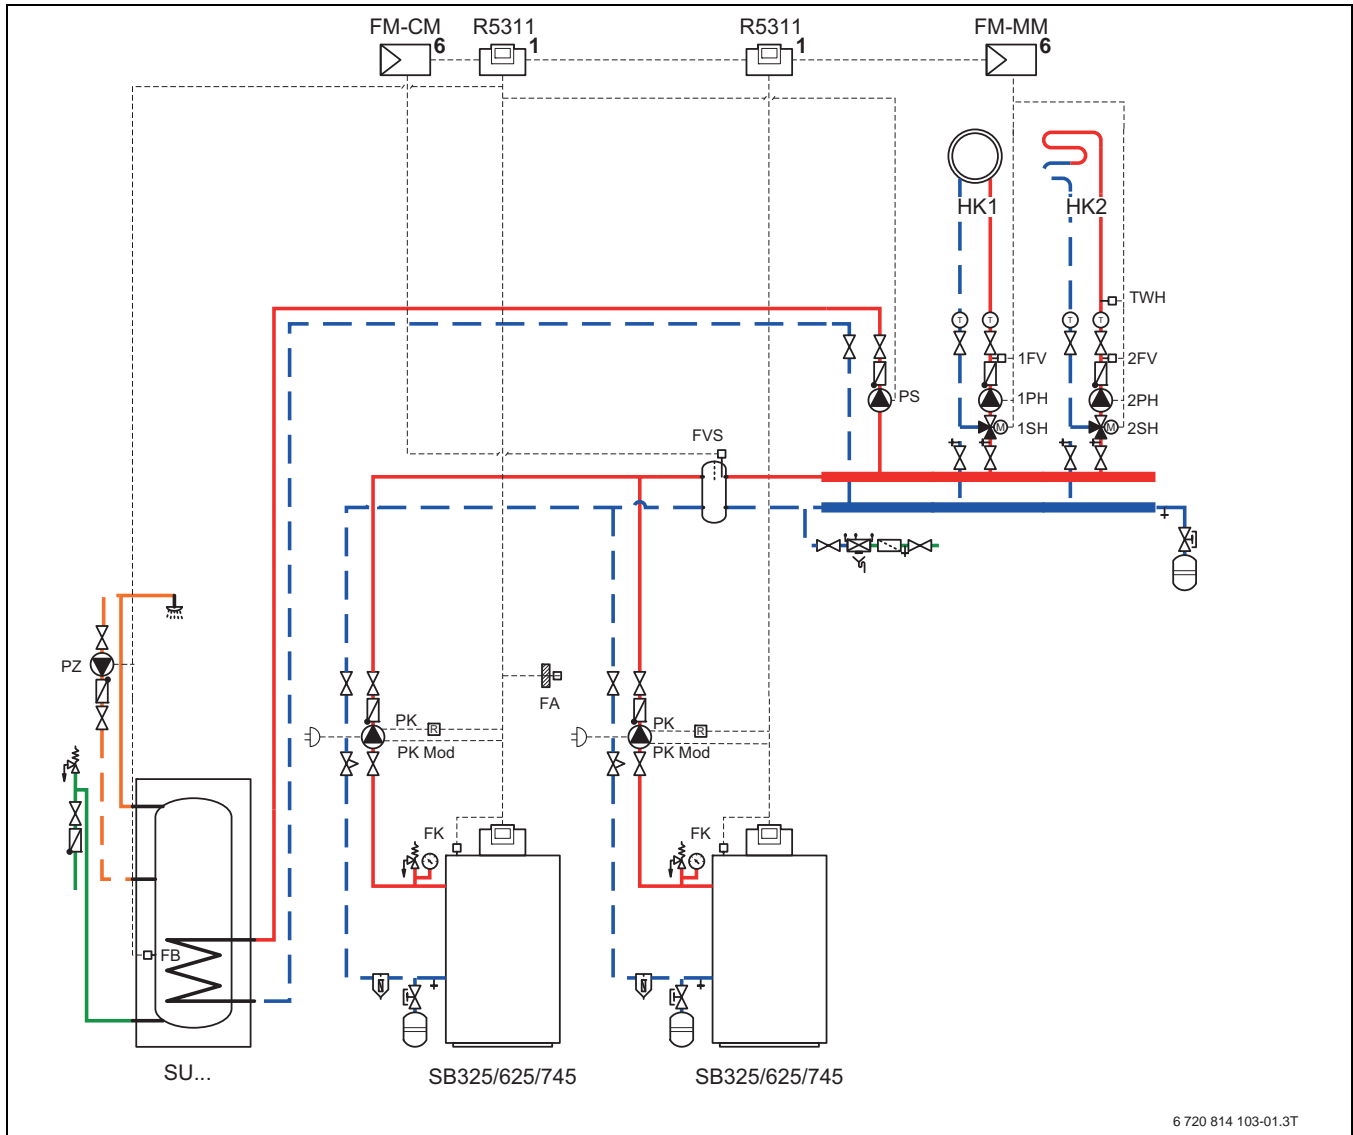 FM-CM
6
R5311
1
R5311
1
FM-MM
6
HK1
HK2
TWH
T
T
T
T
1FV
2FV
PS
1PH
2PH
M
1SH
M
2SH
FVS
PZ
FA
PK
R
PK Mod
PK
R
PK Mod
FK
FK
FB
SU...
SB325/625/745
SB325/625/745
6 720 814 103-01.3T